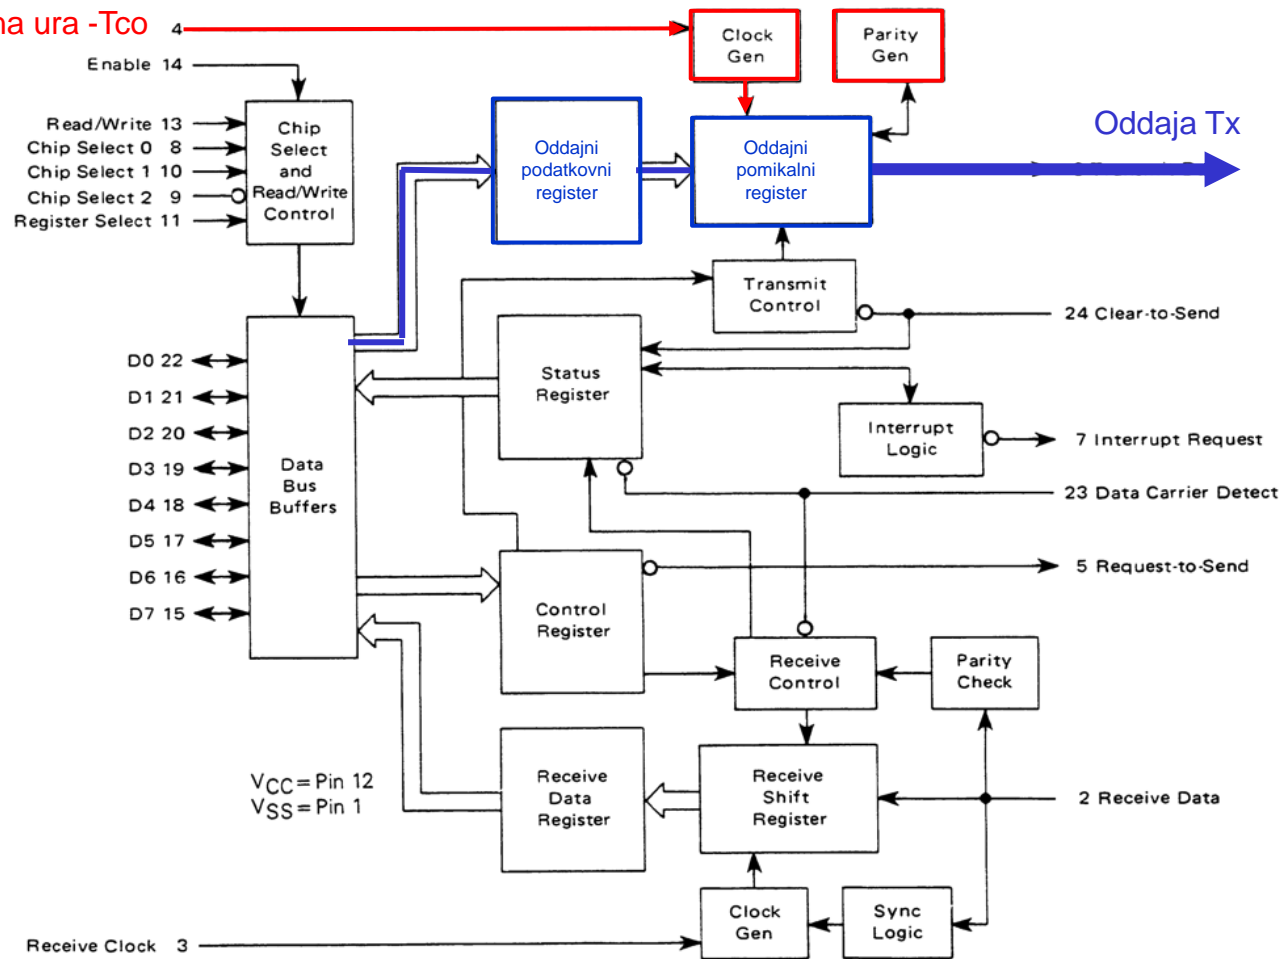 na ura -Tco 4
Enable 14
Read/Write 13
Chip Select 0 8
Chip Select 1 10
Chip Select 2 9
Register Select 11
Chip
Select
and
Read/Write
Control
Oddajni
podatkovni
register
Clock
Gen
Parity
Gen
Oddajni
pomikalni
register
Oddaja Tx
Transmit
Control
24 Clear-to-Send
D0 22
D1 21
D2 20
D3 19
D4 18
D5 17
D6 16
D7 15
Data
Bus
Buffers
Status
Register
Interrupt
Logic
7 Interrupt Request
23 Data Carrier Detect
5 Request-to-Send
Control
Register
Receive
Control
Parity
Check
VCC = Pin 12
VSS = Pin 1
Receive
Data
Register
Receive
Shift
Register
2 Receive Data
Clock
Gen
Sync
Logic
Receive Clock 3